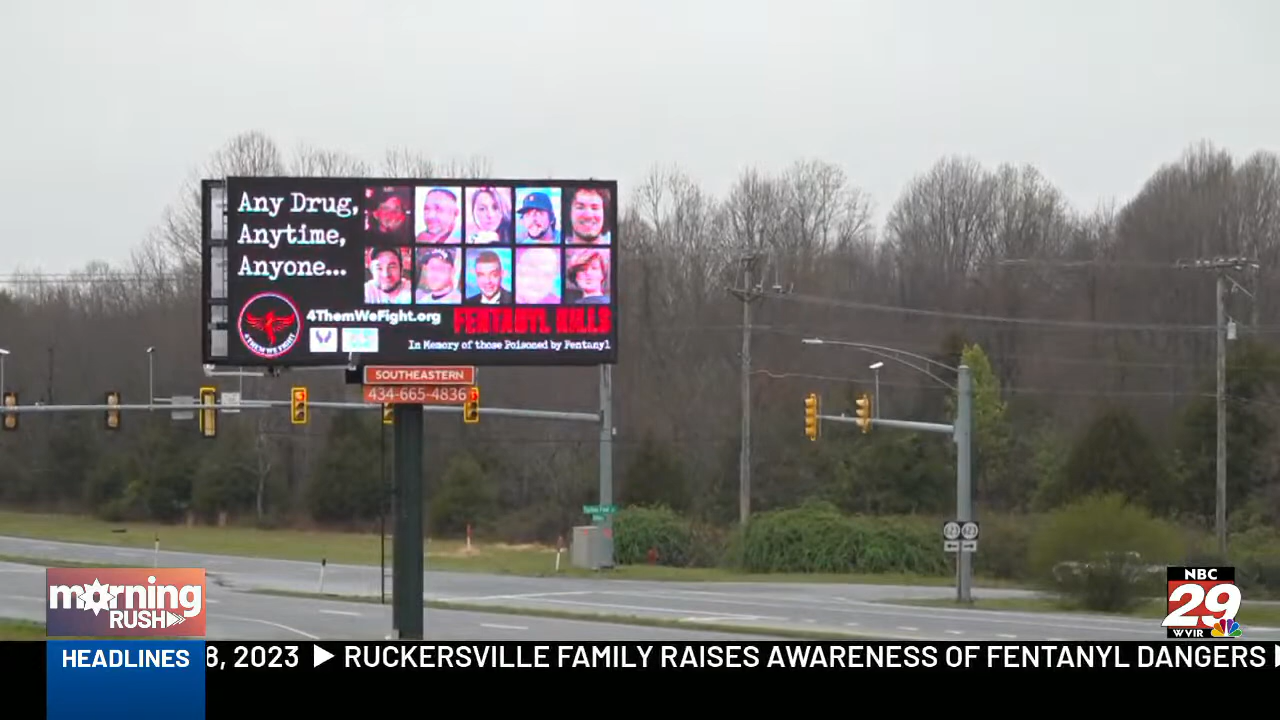 Any Drug,
Anytime,
Anyone...
4THEMWEFIGHT
4ThemWeFight.org
FENTANYL KILLS
In Memory of those Poisoned by Fentanyl
SOUTHEASTERN
434-665-4836
morning
RUSH
NBC
29
WVIR
HEADLINES
8, 2023 ▶ RUCKERSVILLE FAMILY RAISES AWARENESS OF FENTANYL DANGERS